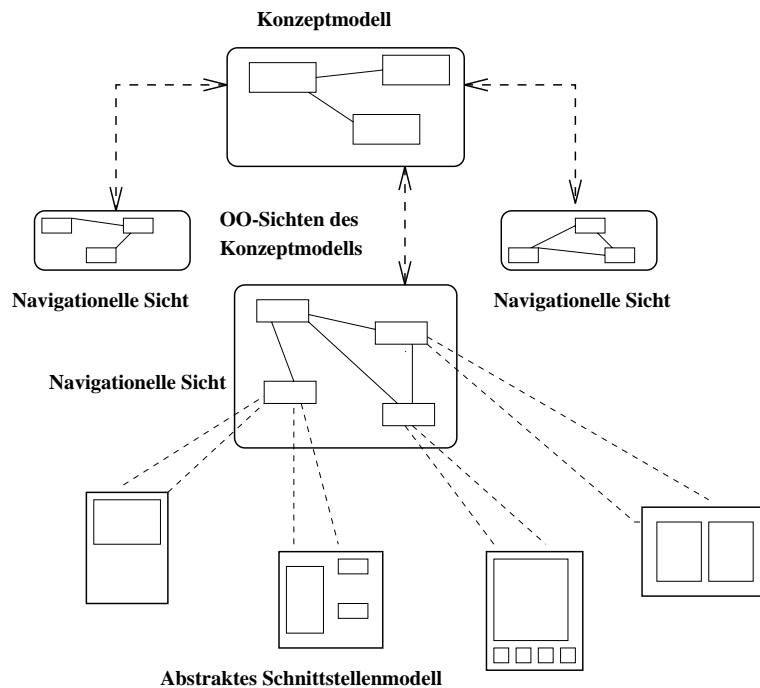 Konzeptmodell
OO-Sichten des
Konzeptmodells
Navigationelle Sicht
Navigationelle Sicht
Navigationelle Sicht
Abstraktes Schnittstellenmodell